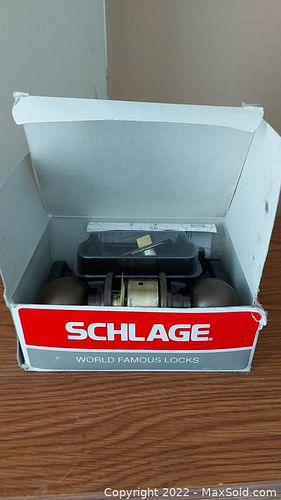 SCHLAGE
WORLD FAMOUS LOCKS
Copyright 2022 - MaxSold.com